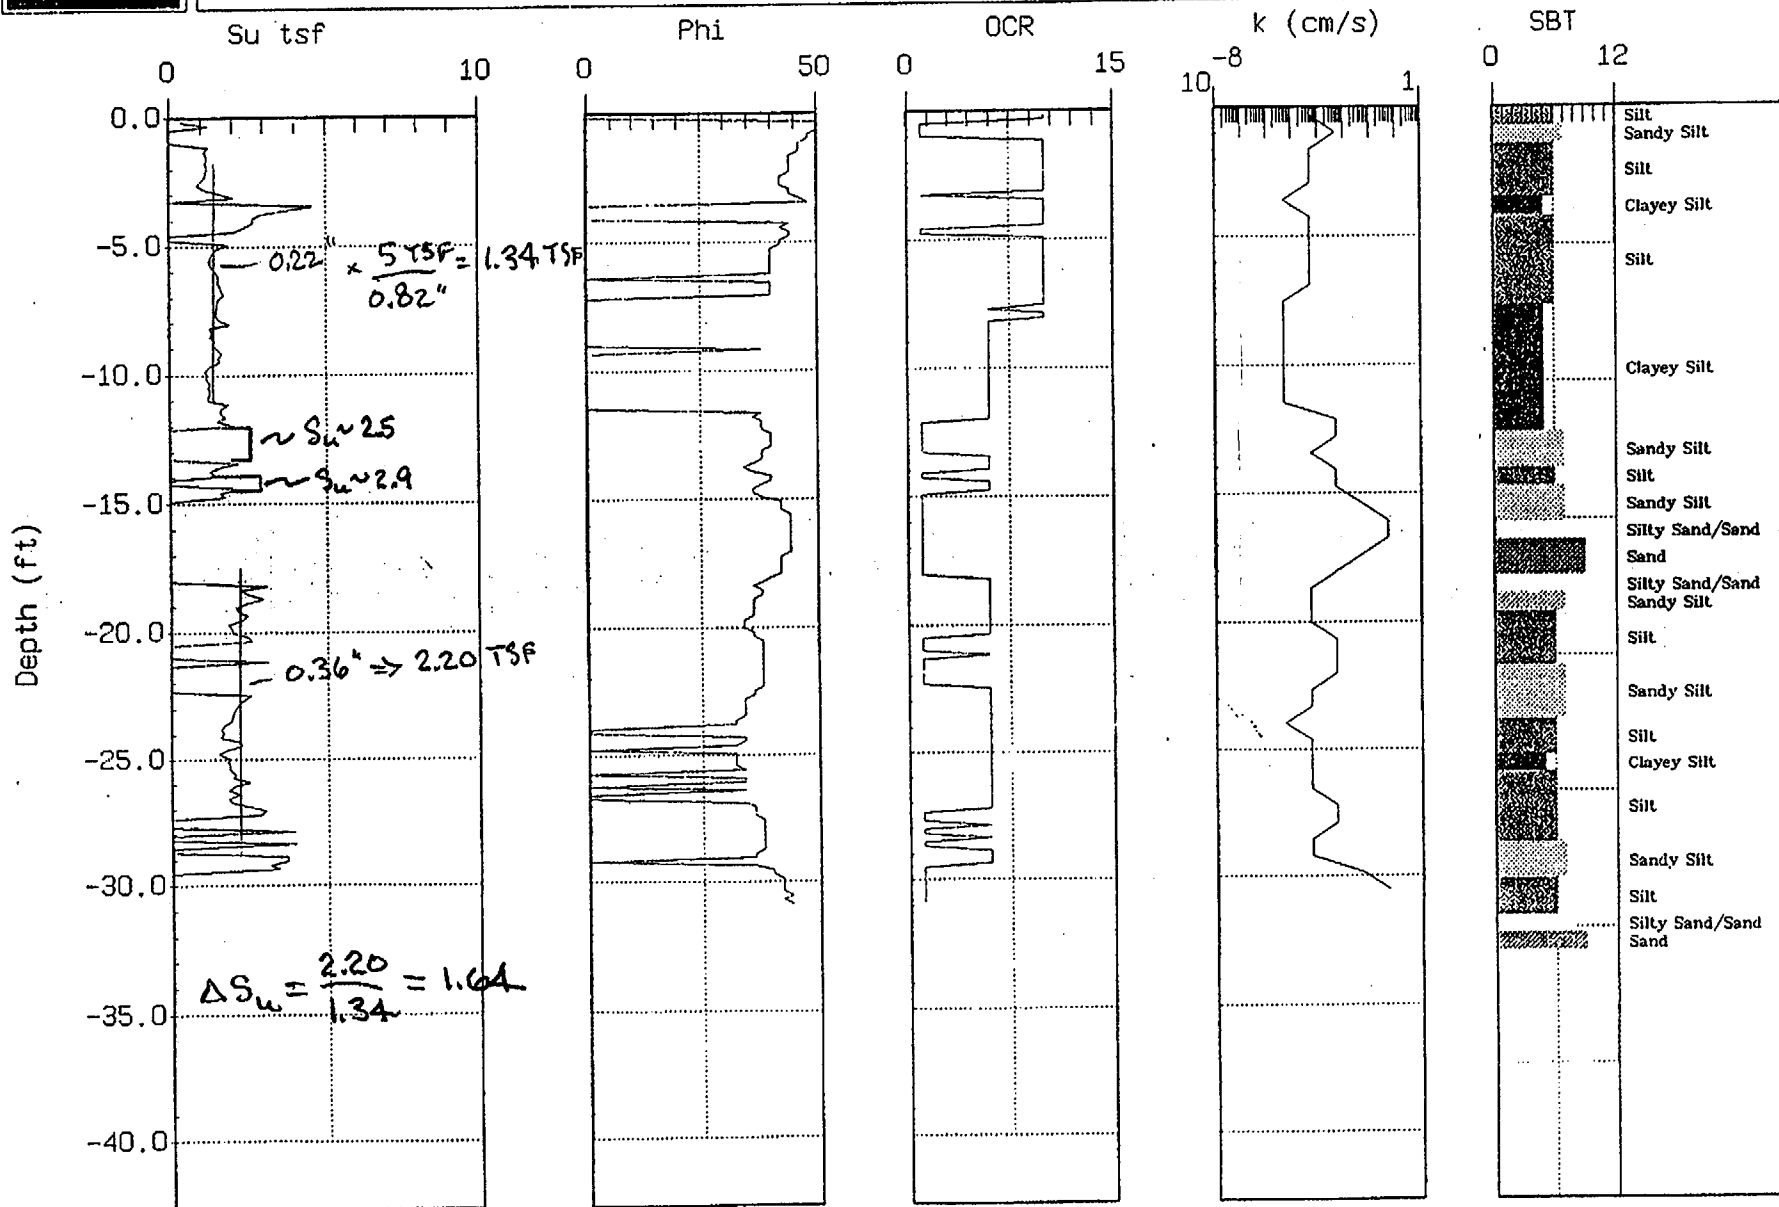 Su tsf Phi OCR k (cm/s) SBT
0 10 0 50 0 15 10^-8 1 0 12
0.0
Silt
Sandy Silt
Silt
Clayey Silt
-5.0
0.22" × 5 TSF / 0.82" = 1.34 TSF
Silt
-10.0
Clayey Silt
~ Su ~ 2.5
Sandy Silt
~ Su ~ 2.9
Silt
-15.0
Sandy Silt
Silty Sand/Sand
Sand
Silty Sand/Sand
Sandy Silt
Depth (ft)
-20.0
Silt
0.36" => 2.20 TSF
Sandy Silt
Silt
-25.0
Clayey Silt
Silt
Sandy Silt
-30.0
Silt
Silty Sand/Sand
Sand
ΔSu = 2.20 / 1.34 = 1.64
-35.0
-40.0